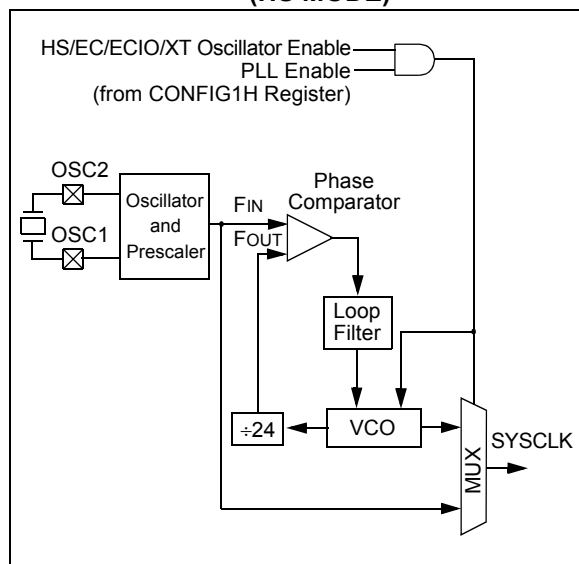 (HS MODE)
HS/EC/ECIO/XT Oscillator Enable
PLL Enable
(from CONFIG1H Register)
OSC2
OSC1
Oscillator
and
Prescaler
FIN
FOUT
Phase
Comparator
Loop
Filter
÷24
VCO
MUX
SYSCLK